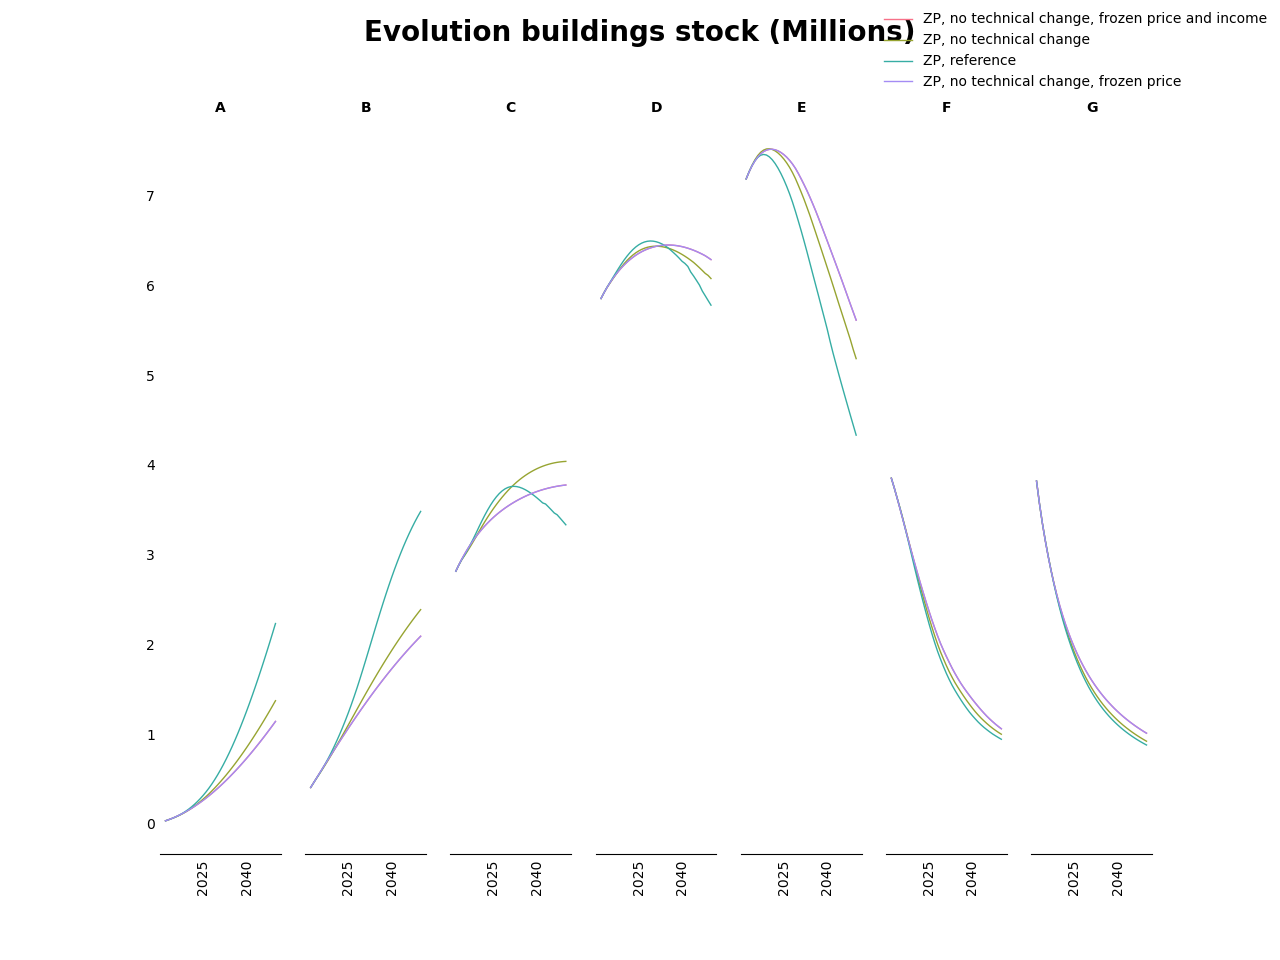 Evolution buildings stock (Millions)
ZP, no technical change, frozen price and income
ZP, no technical change
ZP, reference
ZP, no technical change, frozen price
A B C D E F G
7
6
5
4
3
2
1
0
2025 2040 2025 2040 2025 2040 2025 2040 2025 2040 2025 2040 2025 2040